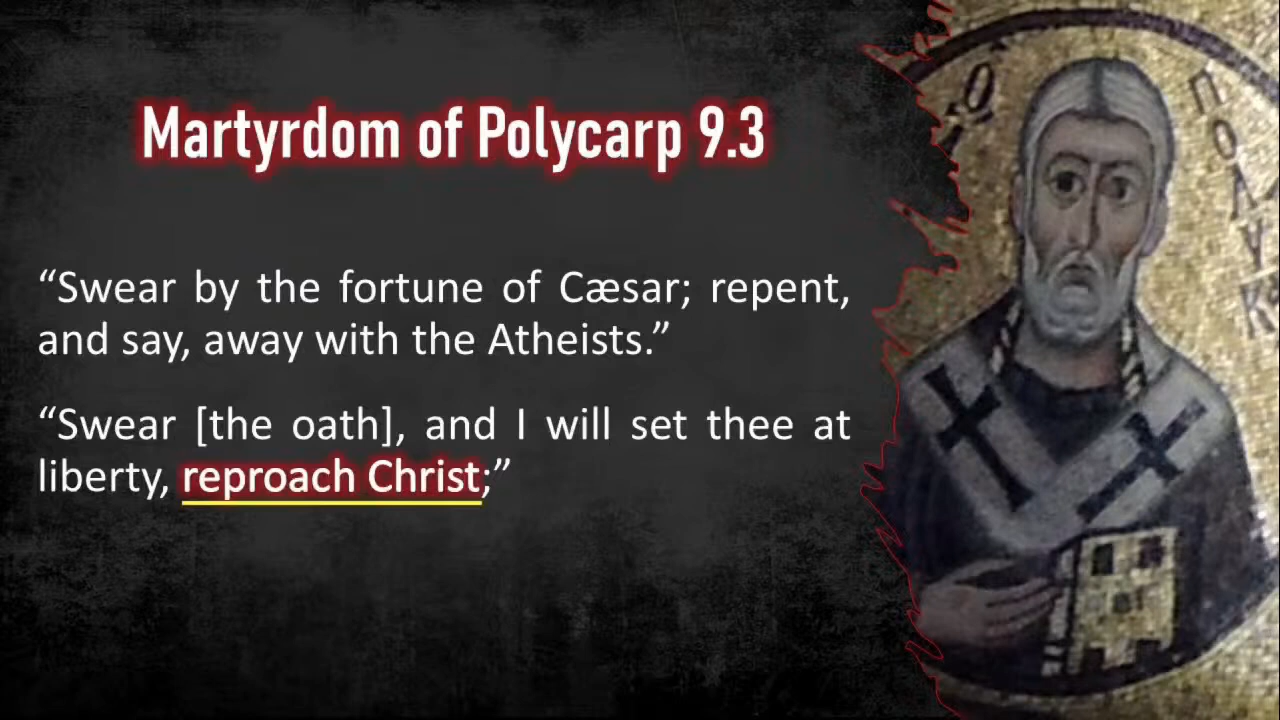 Martyrdom of Polycarp 9.3
“Swear by the fortune of Cæsar; repent,
and say, away with the Atheists.”
“Swear [the oath], and I will set thee at
liberty, reproach Christ;”
Ο
Π
Ο
Λ
Υ
Κ